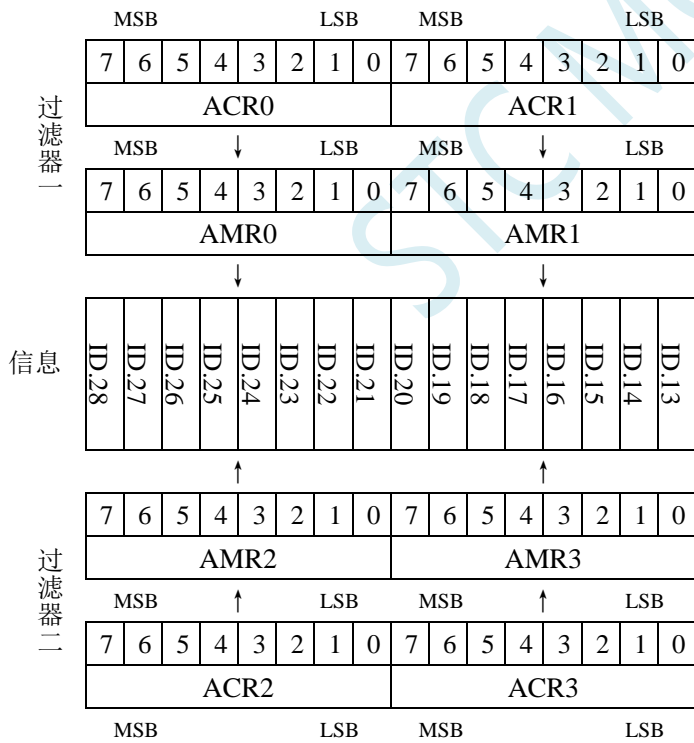 MSB LSB MSB LSB
7 6 5 4 3 2 1 0 7 6 5 4 3 2 1 0
ACR0 ACR1
过滤器一
MSB LSB MSB LSB
7 6 5 4 3 2 1 0 7 6 5 4 3 2 1 0
AMR0 AMR1
信息
ID.28 ID.27 ID.26 ID.25 ID.24 ID.23 ID.22 ID.21 ID.20 ID.19 ID.18 ID.17 ID.16 ID.15 ID.14 ID.13
7 6 5 4 3 2 1 0 7 6 5 4 3 2 1 0
AMR2 AMR3
过滤器二
MSB LSB MSB LSB
7 6 5 4 3 2 1 0 7 6 5 4 3 2 1 0
ACR2 ACR3
MSB LSB MSB LSB